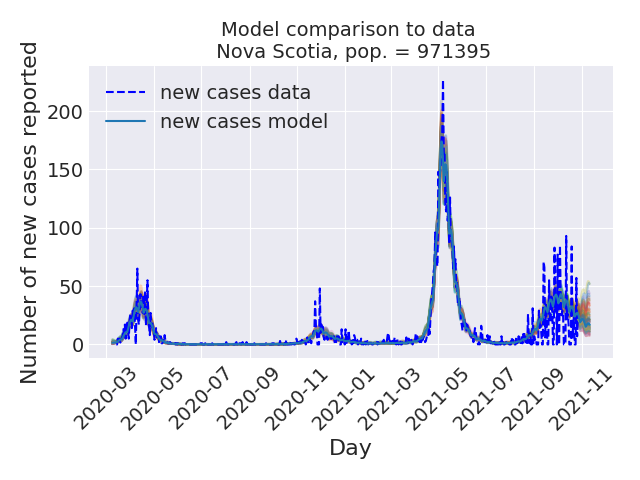 Model comparison to data
Nova Scotia, pop. = 971395
Number of new cases reported
200
150
100
50
0
new cases data
new cases model
2020-03
2020-05
2020-07
2020-09
2020-11
2021-01
2021-03
2021-05
2021-07
2021-09
2021-11
Day